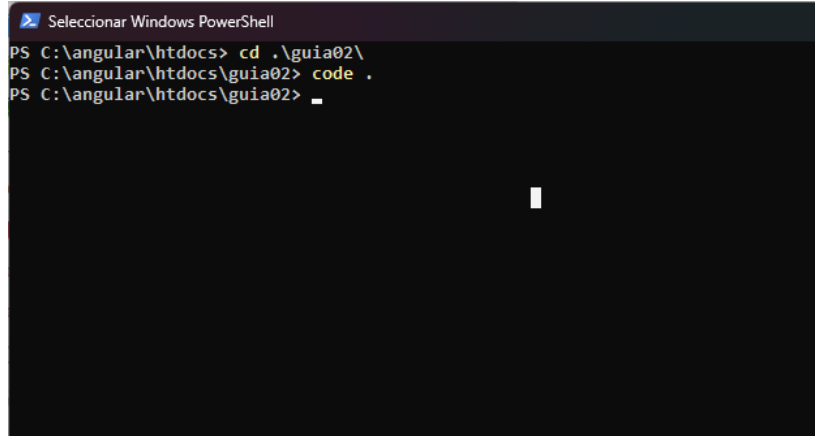 Seleccionar Windows PowerShell
PS C:\angular\htdocs> cd .\guia02\
PS C:\angular\htdocs\guia02> code .
PS C:\angular\htdocs\guia02>